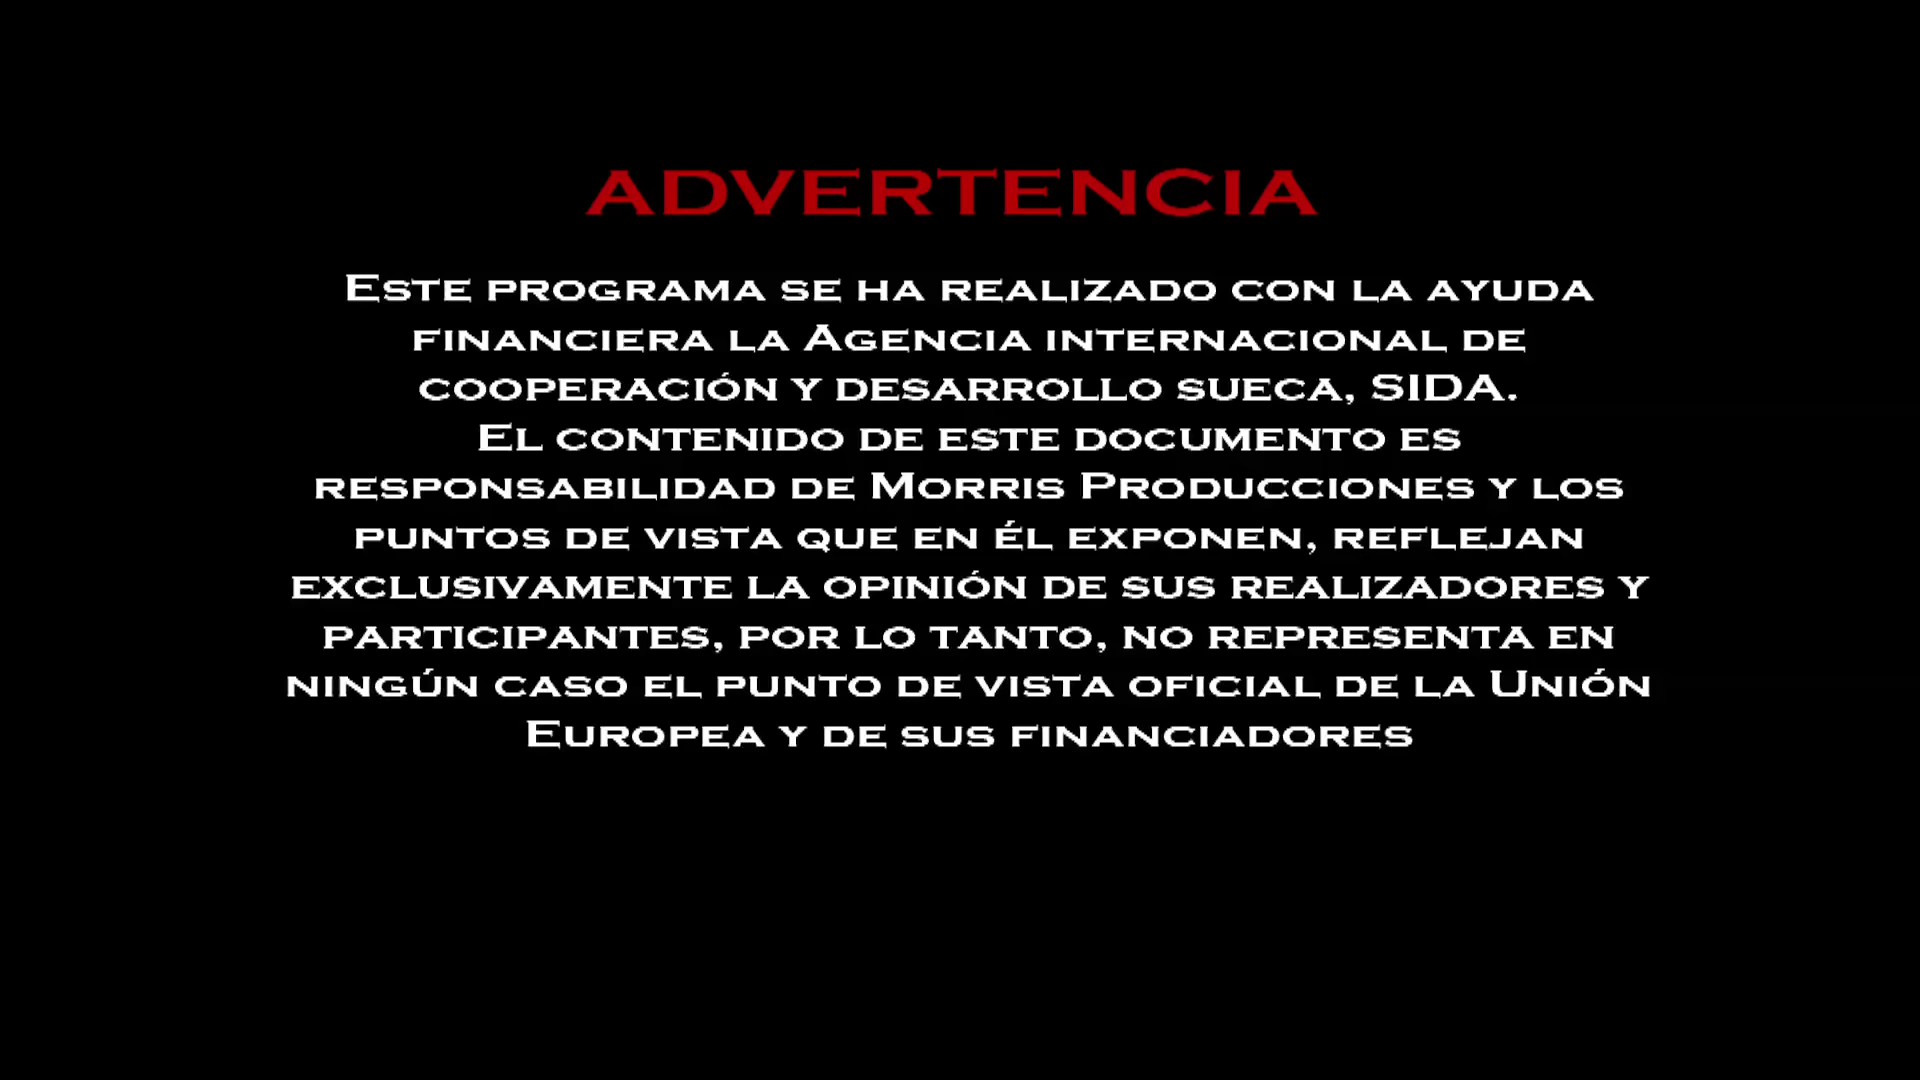 ADVERTENCIA
Este programa se ha realizado con la ayuda
financiera la Agencia internacional de
cooperación y desarrollo sueca, SIDA.
El contenido de este documento es
responsabilidad de Morris Producciones y los
puntos de vista que en él exponen, reflejan
exclusivamente la opinión de sus realizadores y
participantes, por lo tanto, no representa en
ningún caso el punto de vista oficial de la Unión
Europea y de sus financiadores